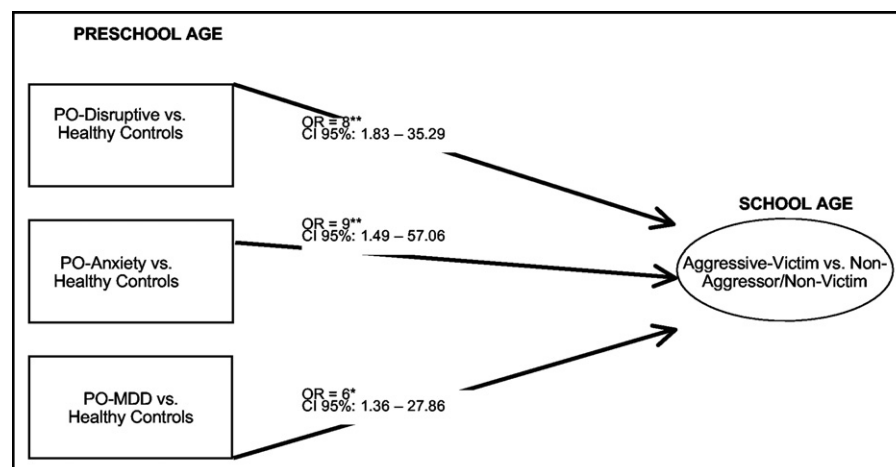 PRESCHOOL AGE
PO-Disruptive vs.
Healthy Controls
OR = 8**
CI 95%: 1.83 – 35.29
PO-Anxiety vs.
Healthy Controls
OR = 9**
CI 95%: 1.49 – 57.06
SCHOOL AGE
Aggressive-Victim vs. Non-
Aggressor/Non-Victim
PO-MDD vs.
Healthy Controls
OR = 6*
CI 95%: 1.36 – 27.86